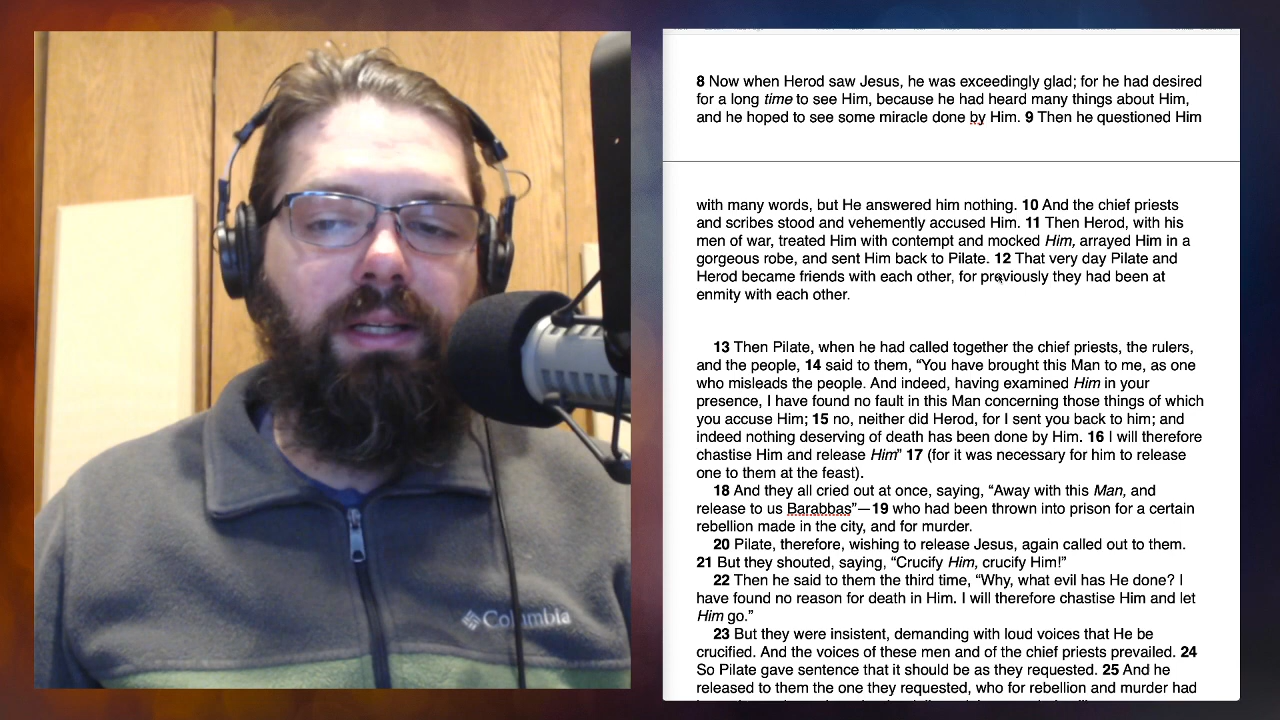 Columbia
8 Now when Herod saw Jesus, he was exceedingly glad; for he had desired
for a long time to see Him, because he had heard many things about Him,
and he hoped to see some miracle done by Him. 9 Then he questioned Him
with many words, but He answered him nothing. 10 And the chief priests
and scribes stood and vehemently accused Him. 11 Then Herod, with his
men of war, treated Him with contempt and mocked Him, arrayed Him in a
gorgeous robe, and sent Him back to Pilate. 12 That very day Pilate and
Herod became friends with each other, for previously they had been at
enmity with each other.
13 Then Pilate, when he had called together the chief priests, the rulers,
and the people, 14 said to them, “You have brought this Man to me, as one
who misleads the people. And indeed, having examined Him in your
presence, I have found no fault in this Man concerning those things of which
you accuse Him; 15 no, neither did Herod, for I sent you back to him; and
indeed nothing deserving of death has been done by Him. 16 I will therefore
chastise Him and release Him” 17 (for it was necessary for him to release
one to them at the feast).
18 And they all cried out at once, saying, “Away with this Man, and
release to us Barabbas”—19 who had been thrown into prison for a certain
rebellion made in the city, and for murder.
20 Pilate, therefore, wishing to release Jesus, again called out to them.
21 But they shouted, saying, “Crucify Him, crucify Him!”
22 Then he said to them the third time, “Why, what evil has He done? I
have found no reason for death in Him. I will therefore chastise Him and let
Him go.”
23 But they were insistent, demanding with loud voices that He be
crucified. And the voices of these men and of the chief priests prevailed. 24
So Pilate gave sentence that it should be as they requested. 25 And he
released to them the one they requested, who for rebellion and murder had